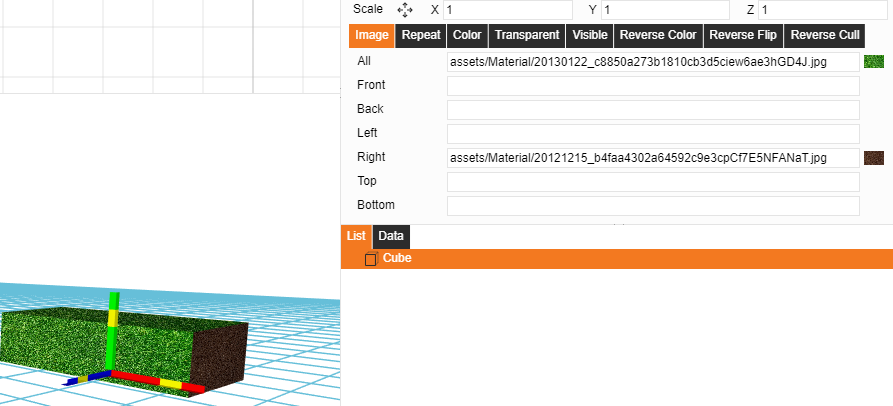 Scale X 1 Y 1 Z 1
Image Repeat Color Transparent Visible Reverse Color Reverse Flip Reverse Cull
All assets/Material/20130122_c8850a273b1810cb3d5ciew6ae3hGD4J.jpg
Front
Back
Left
Right assets/Material/20121215_b4faa4302a64592c9e3cpCf7E5NFANaT.jpg
Top
Bottom
List Data
Cube